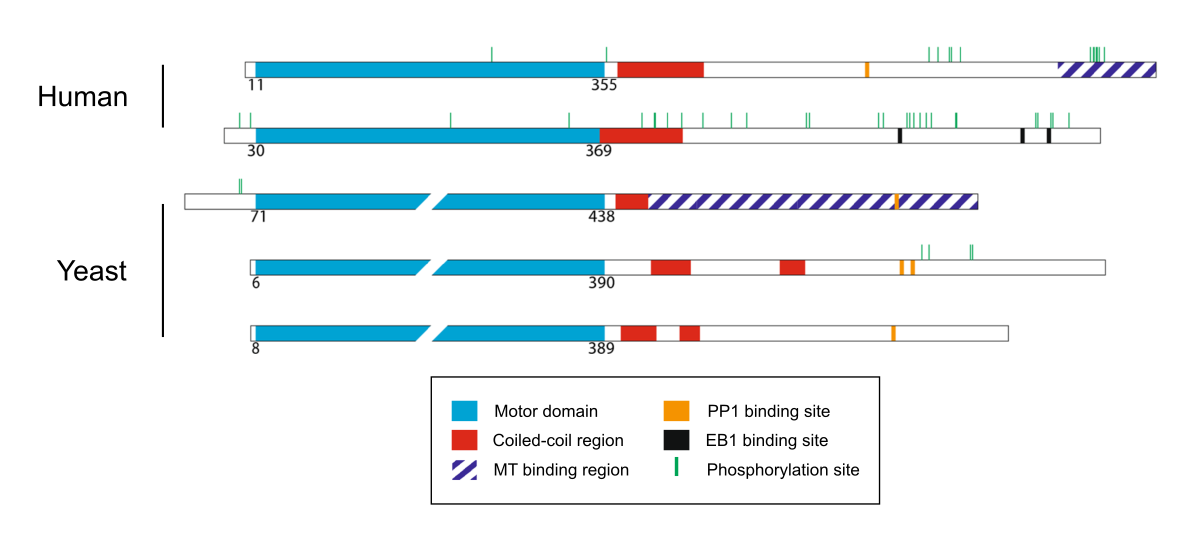 Human
11 355
30 369
Yeast
71 438
6 390
8 389
Motor domain
Coiled-coil region
MT binding region
PP1 binding site
EB1 binding site
Phosphorylation site